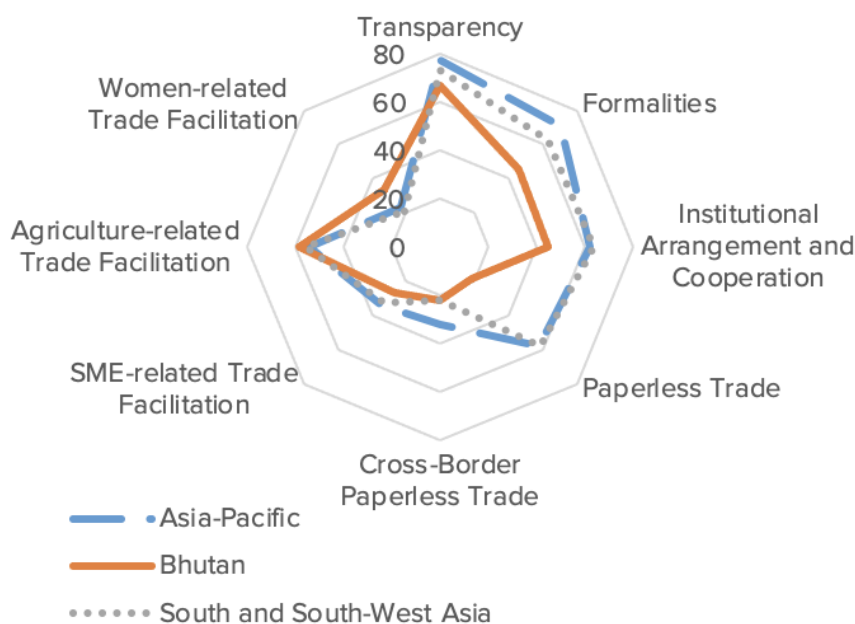 Transparency
80
Women-related
Trade Facilitation
60
Formalities
40
20
Agriculture-related
Trade Facilitation
0
Institutional
Arrangement and
Cooperation
SME-related Trade
Facilitation
Paperless Trade
Cross-Border
Paperless Trade
Asia-Pacific
Bhutan
South and South-West Asia